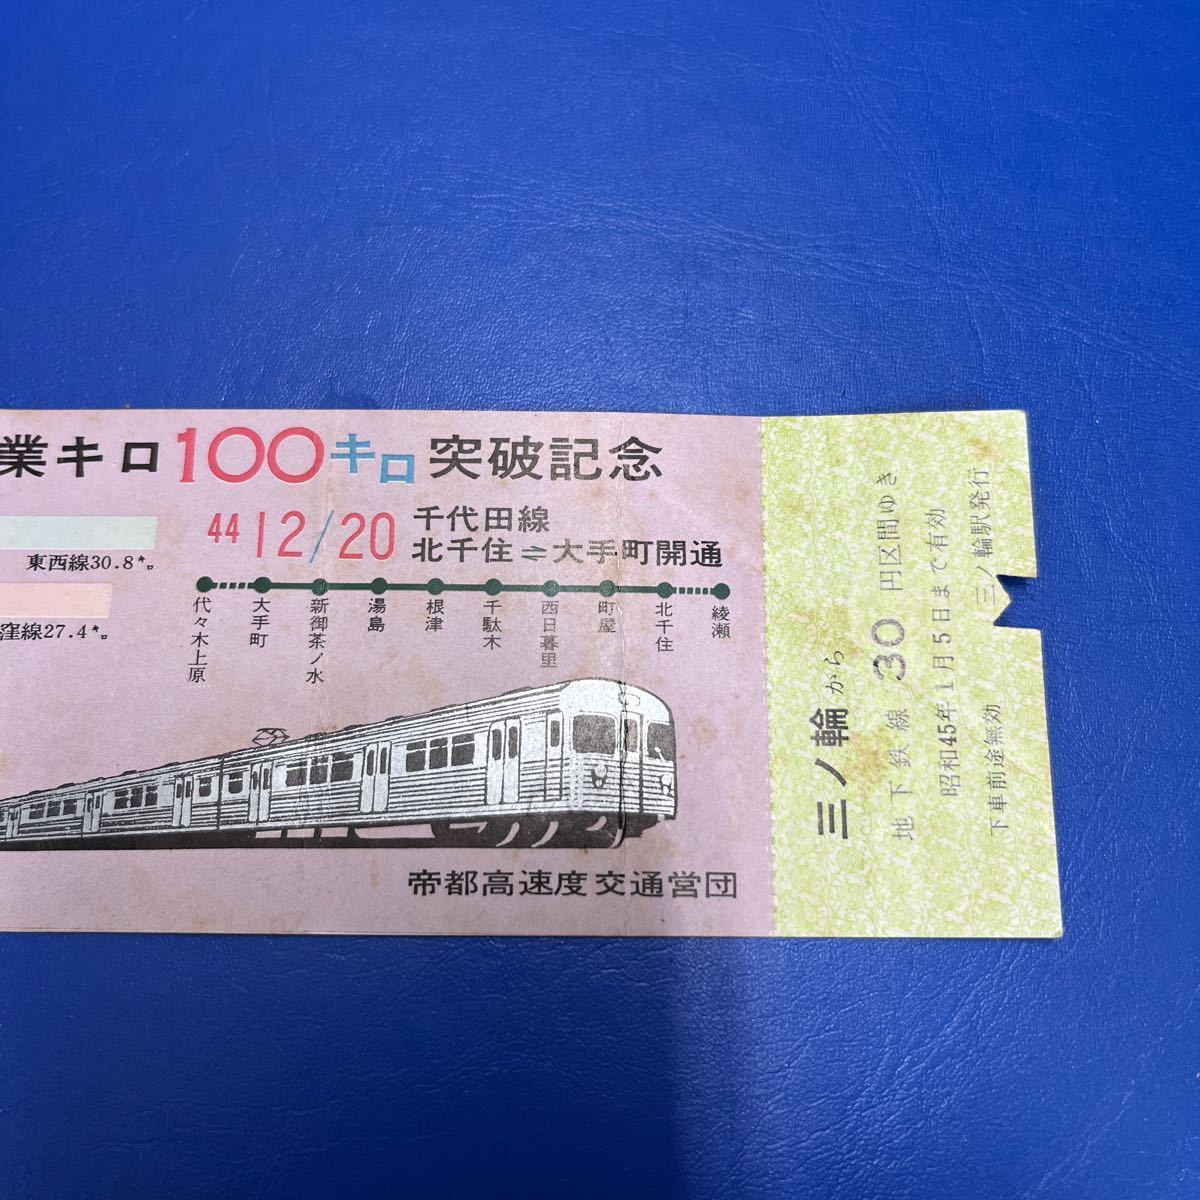 業キロ100キロ突破記念
44 12/20
千代田線
北千住⇌大手町開通
東西線30.8㌔
窪線27.4㌔
代々木上原
大手町
新御茶ノ水
湯島
根津
千駄木
西日暮里
町屋
北千住
綾瀬
帝都高速度交通営団
三ノ輪から
地下鉄線 30 円区間ゆき
昭和45年1月5日まで有効
下車前途無効 三ノ輪駅発行